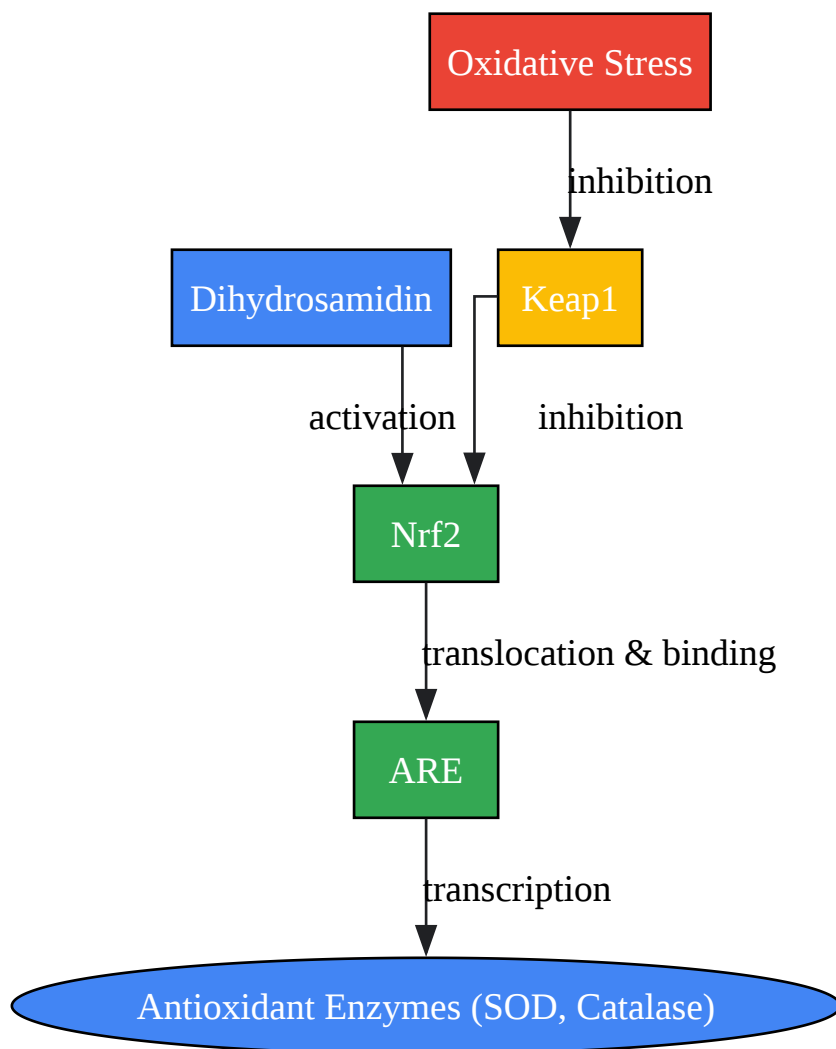 Oxidative Stress
inhibition
Dihydrosamidin
Keap1
activation
inhibition
Nrf2
translocation & binding
ARE
transcription
Antioxidant Enzymes (SOD, Catalase)